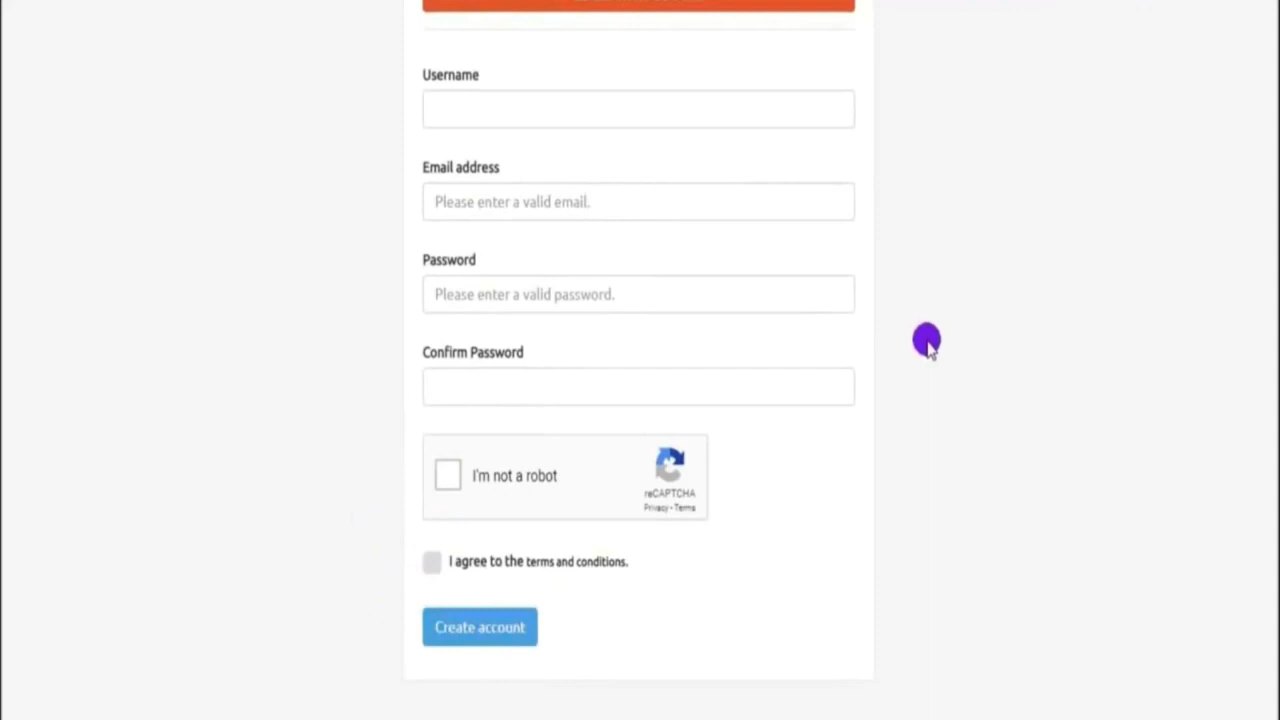 Username
Email address
Please enter a valid email.
Password
Please enter a valid password.
Confirm Password
I'm not a robot
reCAPTCHA
Privacy - Terms
I agree to the terms and conditions.
Create account